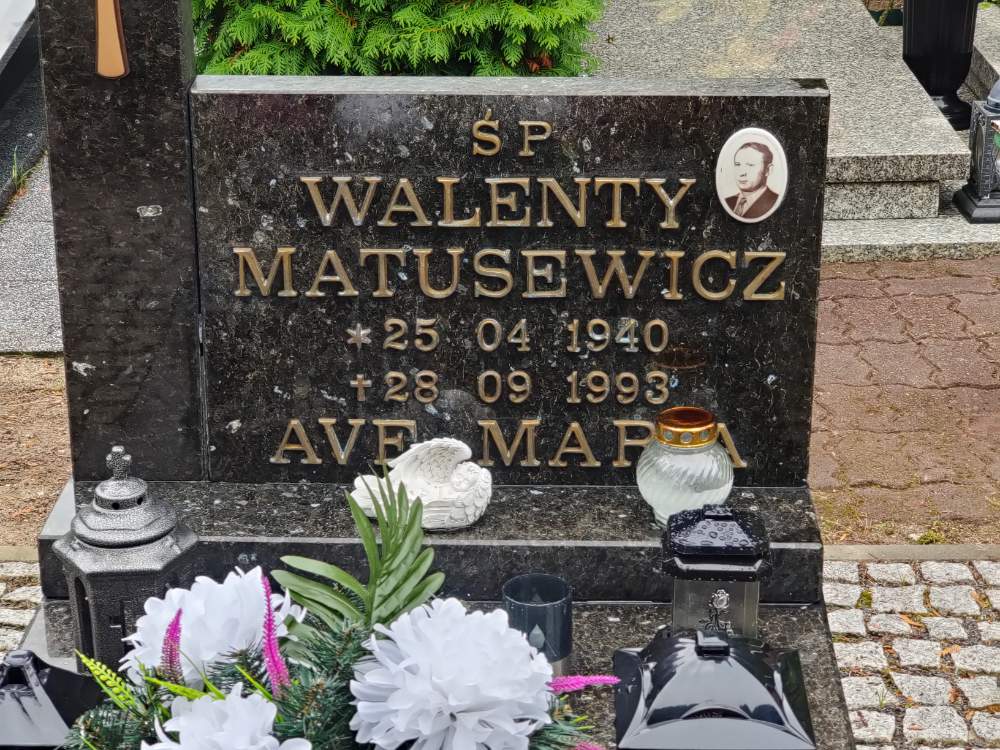 ŚP
WALENTY
MATUSEWICZ
* 25 04 1940
✝ 28 09 1993
AVE MARIA